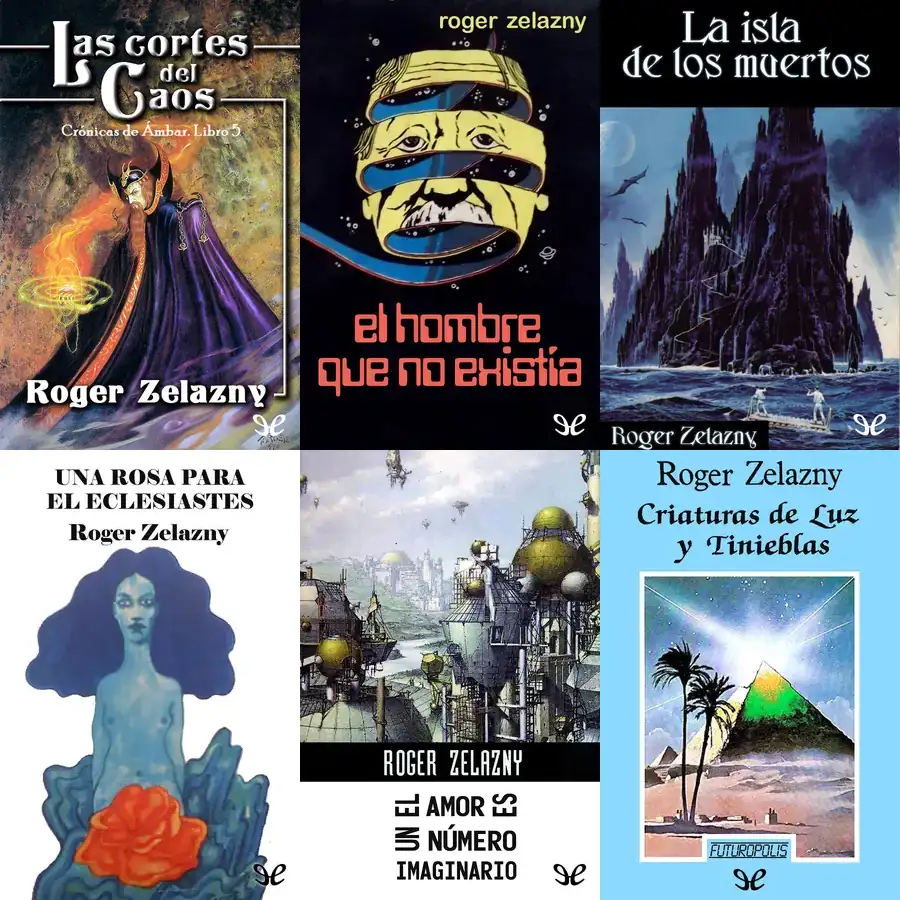 Las cortes
del
Caos
Crónicas de Ámbar. Libro 5
Roger Zelazny
roger zelazny
el hombre
que no existía
La isla
de los muertos
Roger Zelazny
UNA ROSA PARA
EL ECLESIASTES
Roger Zelazny
ROGER ZELAZNY
EL AMOR ES
UN NÚMERO
IMAGINARIO
Roger Zelazny
Criaturas de Luz
y Tinieblas
FUTUROPOLIS